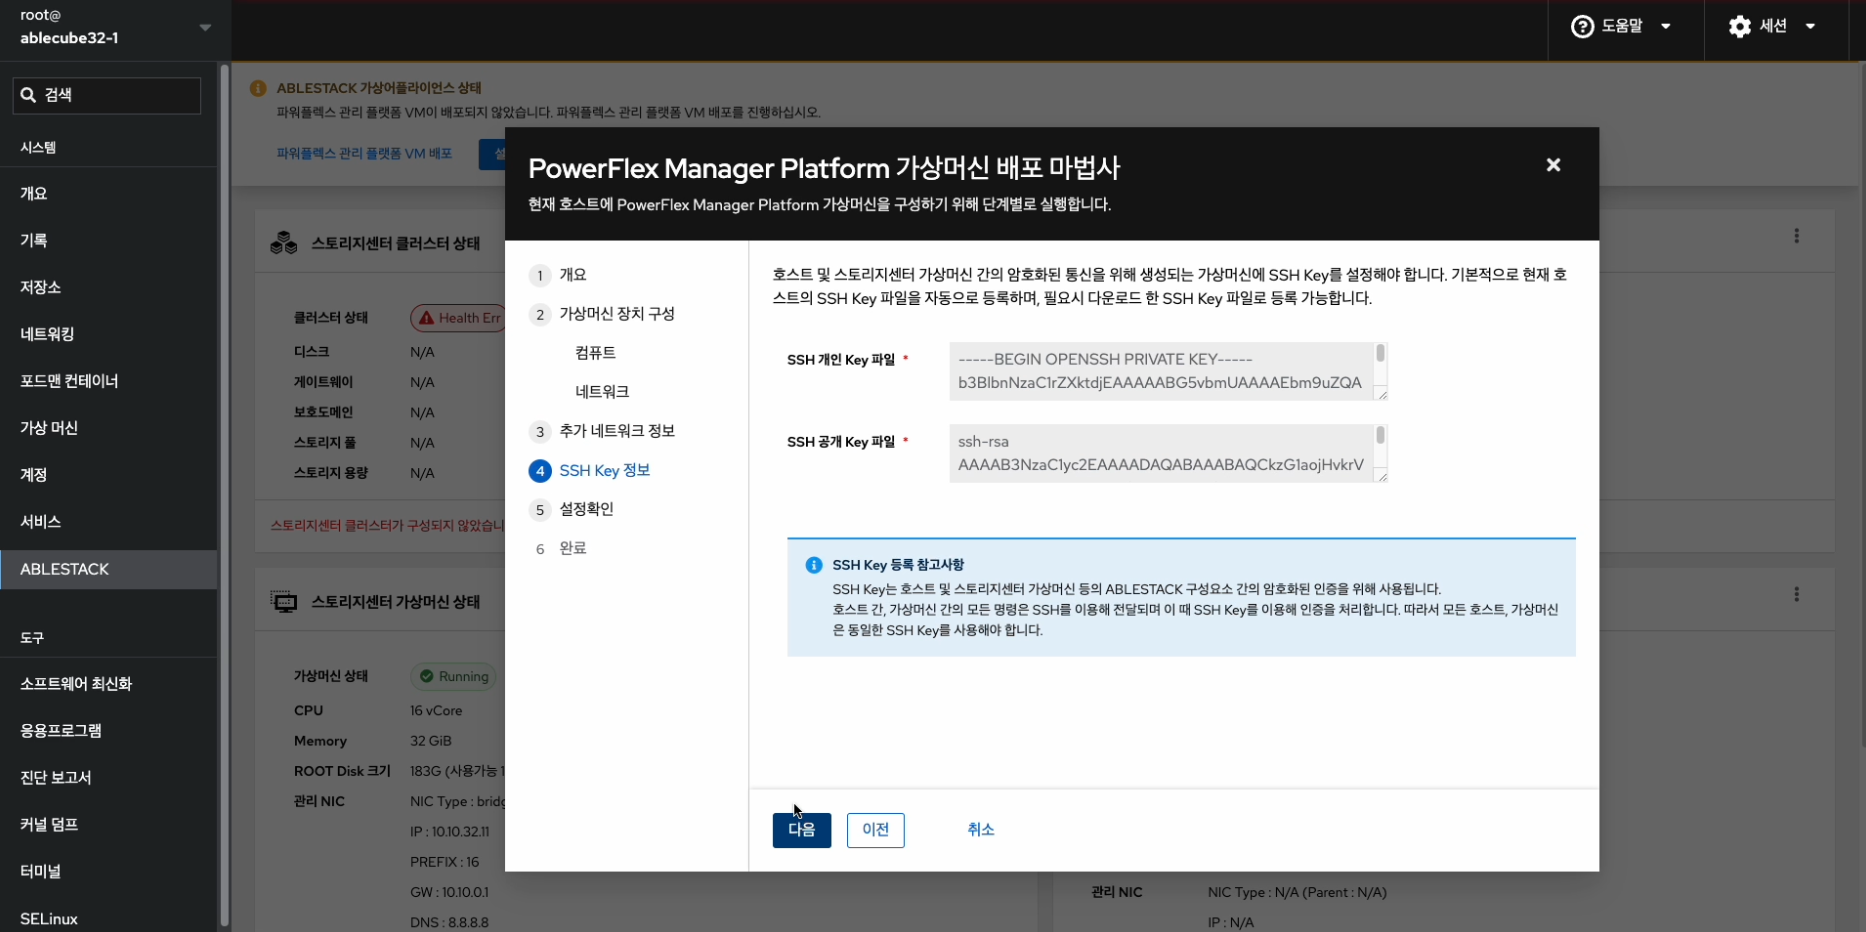 root@
ablecube32-1
도움말
세션
검색
시스템
개요
기록
저장소
네트워킹
포드맨 컨테이너
가상 머신
계정
서비스
ABLESTACK
도구
소프트웨어 최신화
응용프로그램
진단 보고서
커널 덤프
터미널
SELinux
ABLESTACK 가상어플라이언스 상태
파워플렉스 관리 플랫폼 VM이 배포되지 않았습니다. 파워플렉스 관리 플랫폼 VM 배포를 진행하십시오.
파워플렉스 관리 플랫폼 VM 배포
스토리지센터 클러스터 상태
클러스터 상태 Health Err
디스크 N/A
게이트웨이 N/A
보호도메인 N/A
스토리지 풀 N/A
스토리지 용량 N/A
스토리지센터 클러스터가 구성되지 않았습니
스토리지센터 가상머신 상태
가상머신 상태 Running
CPU 16 vCore
Memory 32 GiB
ROOT Disk 크기 183G (사용가능 1
관리 NIC NIC Type : bridg
IP : 10.10.32.11
PREFIX : 16
GW : 10.10.0.1
DNS : 8.8.8.8
관리 NIC NIC Type : N/A (Parent : N/A)
IP : N/A
PowerFlex Manager Platform 가상머신 배포 마법사
현재 호스트에 PowerFlex Manager Platform 가상머신을 구성하기 위해 단계별로 실행합니다.
1 개요
2 가상머신 장치 구성
컴퓨트
네트워크
3 추가 네트워크 정보
4 SSH Key 정보
5 설정확인
6 완료
호스트 및 스토리지센터 가상머신 간의 암호화된 통신을 위해 생성되는 가상머신에 SSH Key를 설정해야 합니다. 기본적으로 현재 호
스트의 SSH Key 파일을 자동으로 등록하며, 필요시 다운로드 한 SSH Key 파일로 등록 가능합니다.
SSH 개인 Key 파일 *
-----BEGIN OPENSSH PRIVATE KEY-----
b3BlbnNzaC1rZXktdjEAAAAABG5vbmUAAAAEbm9uZQA
SSH 공개 Key 파일 *
ssh-rsa
AAAAB3NzaC1yc2EAAAADAQABAAABAQCkzG1aojHvkrV
SSH Key 등록 참고사항
SSH Key는 호스트 및 스토리지센터 가상머신 등의 ABLESTACK 구성요소 간의 암호화된 인증을 위해 사용됩니다.
호스트 간, 가상머신 간의 모든 명령은 SSH를 이용해 전달되며 이 때 SSH Key를 이용해 인증을 처리합니다. 따라서 모든 호스트, 가상머신
은 동일한 SSH Key를 사용해야 합니다.
다음
이전
취소